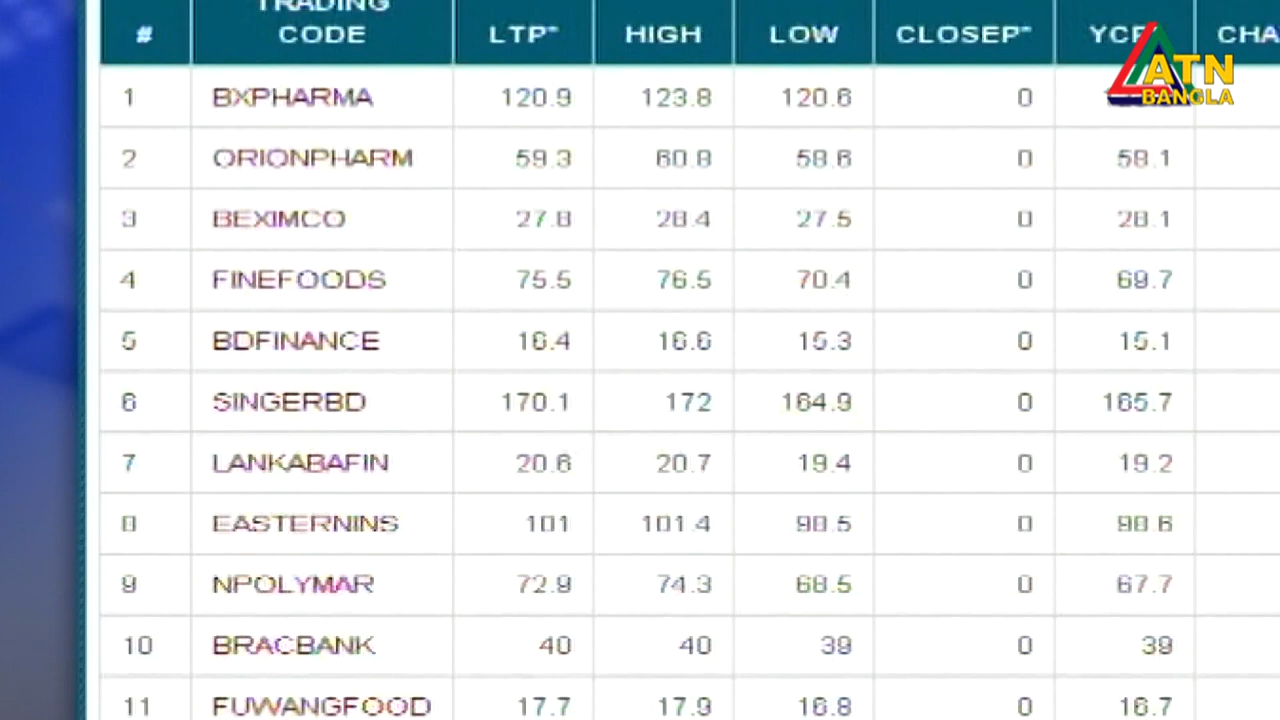 TRADING
# CODE LTP* HIGH LOW CLOSEP* YCP CHA
ATN
BANGLA
1 BXPHARMA 120.9 123.8 120.6 0
2 ORIONPHARM 59.3 60.8 58.6 0 58.1
3 BEXIMCO 27.8 28.4 27.5 0 28.1
4 FINEFOODS 75.5 76.5 70.4 0 69.7
5 BDFINANCE 16.4 16.6 15.3 0 15.1
6 SINGERBD 170.1 172 164.9 0 165.7
7 LANKABAFIN 20.6 20.7 19.4 0 19.2
8 EASTERNINS 101 101.4 98.5 0 98.6
9 NPOLYMAR 72.9 74.3 68.5 0 67.7
10 BRACBANK 40 40 39 0 39
11 FUWANGFOOD 17.7 17.9 16.8 0 16.7